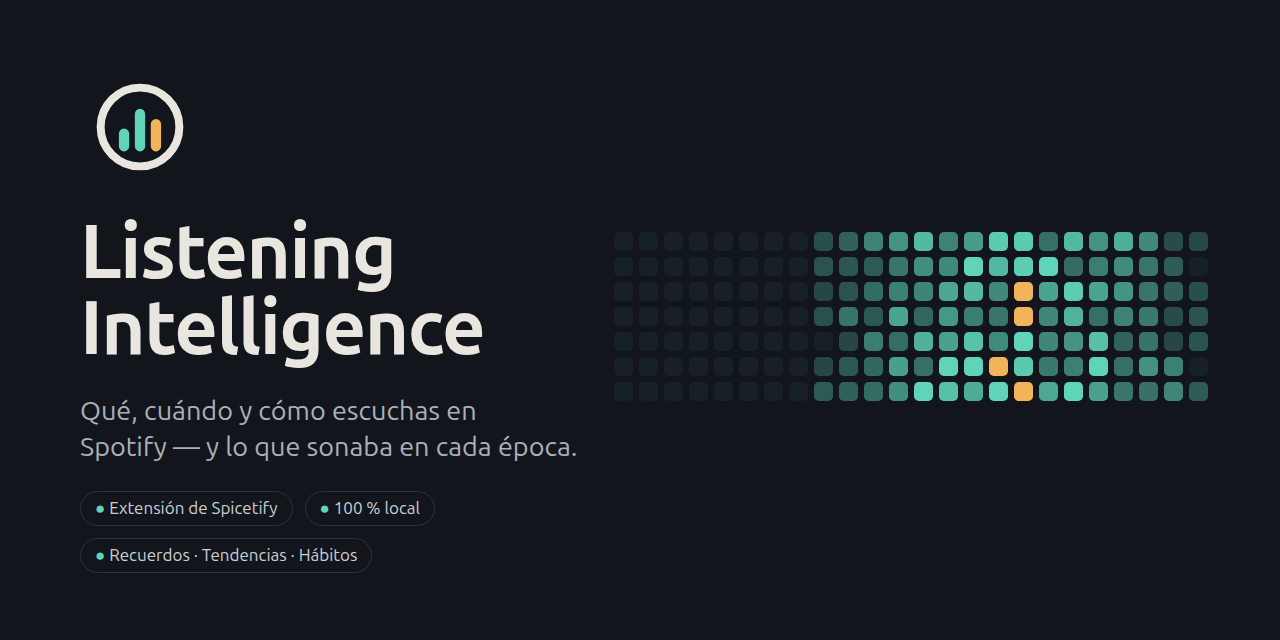 Listening
Intelligence
Qué, cuándo y cómo escuchas en
Spotify — y lo que sonaba en cada época.
Extensión de Spicetify
100 % local
Recuerdos · Tendencias · Hábitos